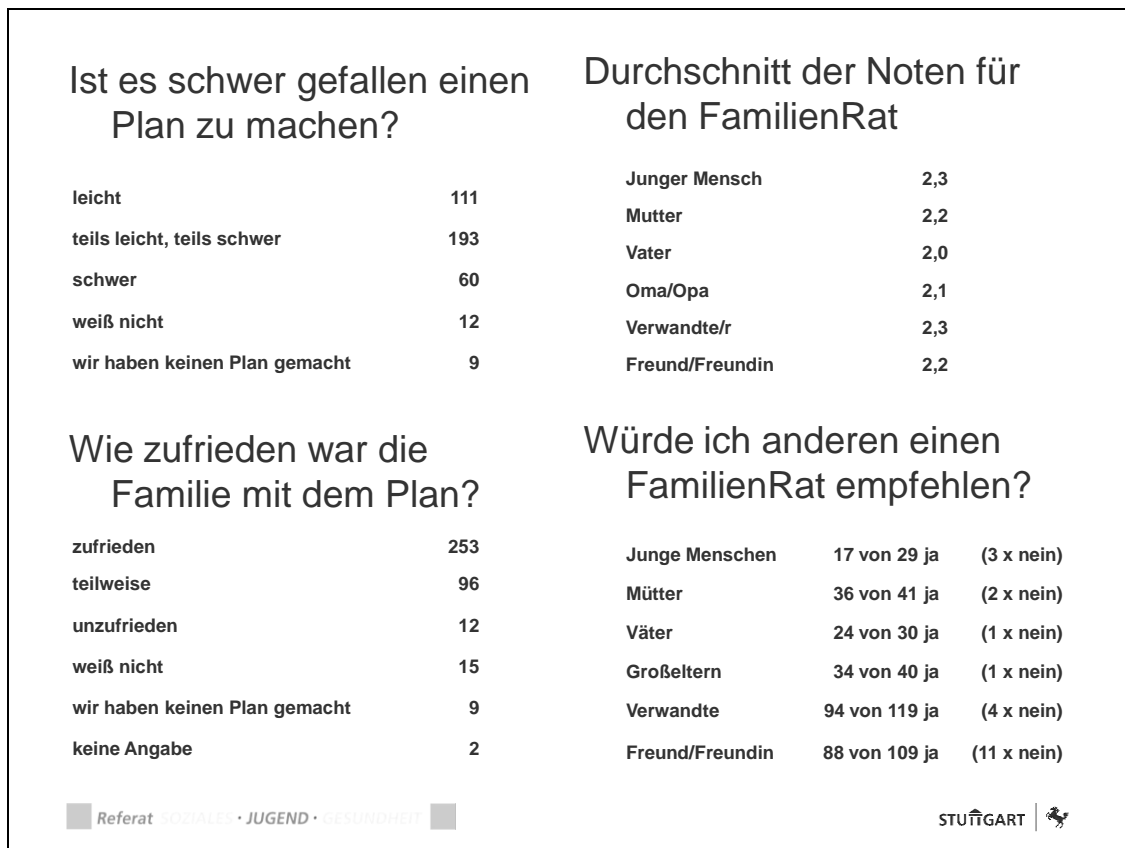 Ist es schwer gefallen einen
Plan zu machen?
leicht 111
teils leicht, teils schwer 193
schwer 60
weiß nicht 12
wir haben keinen Plan gemacht 9
Durchschnitt der Noten für
den FamilienRat
Junger Mensch 2,3
Mutter 2,2
Vater 2,0
Oma/Opa 2,1
Verwandte/r 2,3
Freund/Freundin 2,2
Wie zufrieden war die
Familie mit dem Plan?
zufrieden 253
teilweise 96
unzufrieden 12
weiß nicht 15
wir haben keinen Plan gemacht 9
keine Angabe 2
Würde ich anderen einen
FamilienRat empfehlen?
Junge Menschen 17 von 29 ja (3 x nein)
Mütter 36 von 41 ja (2 x nein)
Väter 24 von 30 ja (1 x nein)
Großeltern 34 von 40 ja (1 x nein)
Verwandte 94 von 119 ja (4 x nein)
Freund/Freundin 88 von 109 ja (11 x nein)
Referat SOZIALES · JUGEND · GESUNDHEIT
STUTTGART